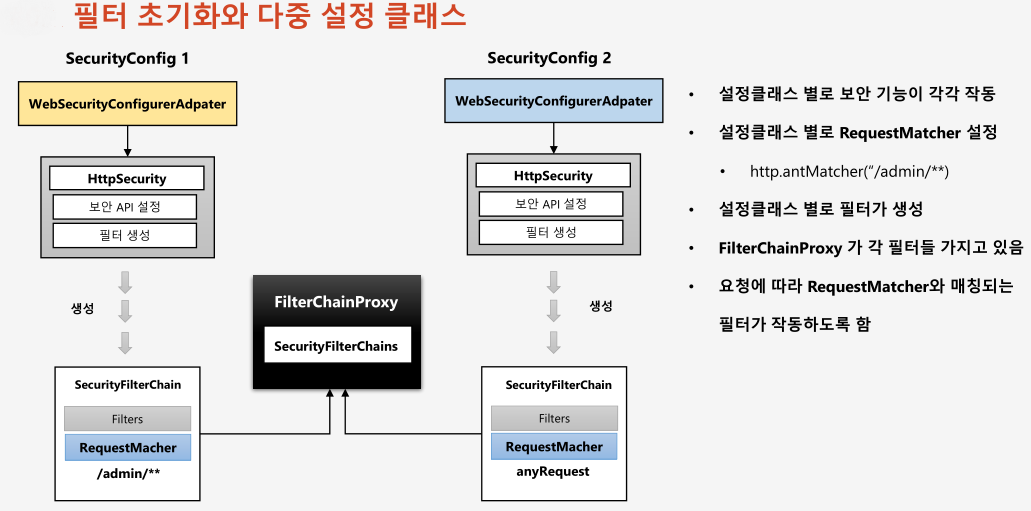 필터 초기화와 다중 설정 클래스
SecurityConfig 1
WebSecurityConfigurerAdpater
HttpSecurity
보안 API 설정
필터 생성
생성
SecurityFilterChain
Filters
RequestMacher
/admin/**
FilterChainProxy
SecurityFilterChains
SecurityConfig 2
WebSecurityConfigurerAdpater
HttpSecurity
보안 API 설정
필터 생성
생성
SecurityFilterChain
Filters
RequestMacher
anyRequest
• 설정클래스 별로 보안 기능이 각각 작동
• 설정클래스 별로 RequestMatcher 설정
• http.antMatcher(“/admin/**)
• 설정클래스 별로 필터가 생성
• FilterChainProxy 가 각 필터들 가지고 있음
• 요청에 따라 RequestMatcher와 매칭되는
필터가 작동하도록 함